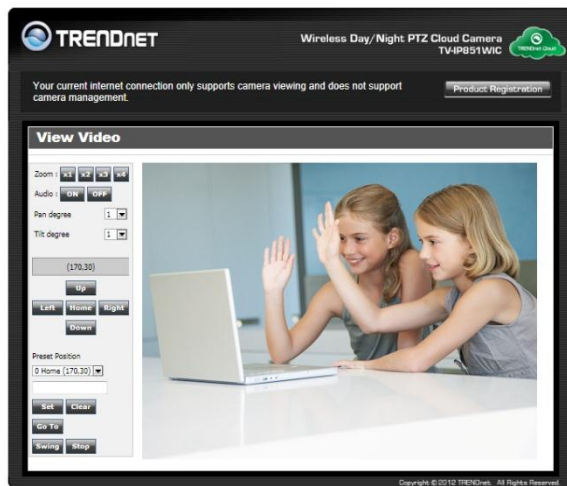 TRENDNET
Wireless Day/Night PTZ Cloud Camera
TV-IP851WIC
TRENDnet Cloud
Your current internet connection only supports camera viewing and does not support
camera management.
Product Registration
View Video
Zoom : x1 x2 x3 x4
Audio : ON OFF
Pan degree 1
Tilt degree 1
(170,30)
Up
Left Home Right
Down
Preset Position
0 Home (170,30)
Set Clear
Go To
Swing Stop
Copyright © 2012 TRENDnet. All Rights Reserved.